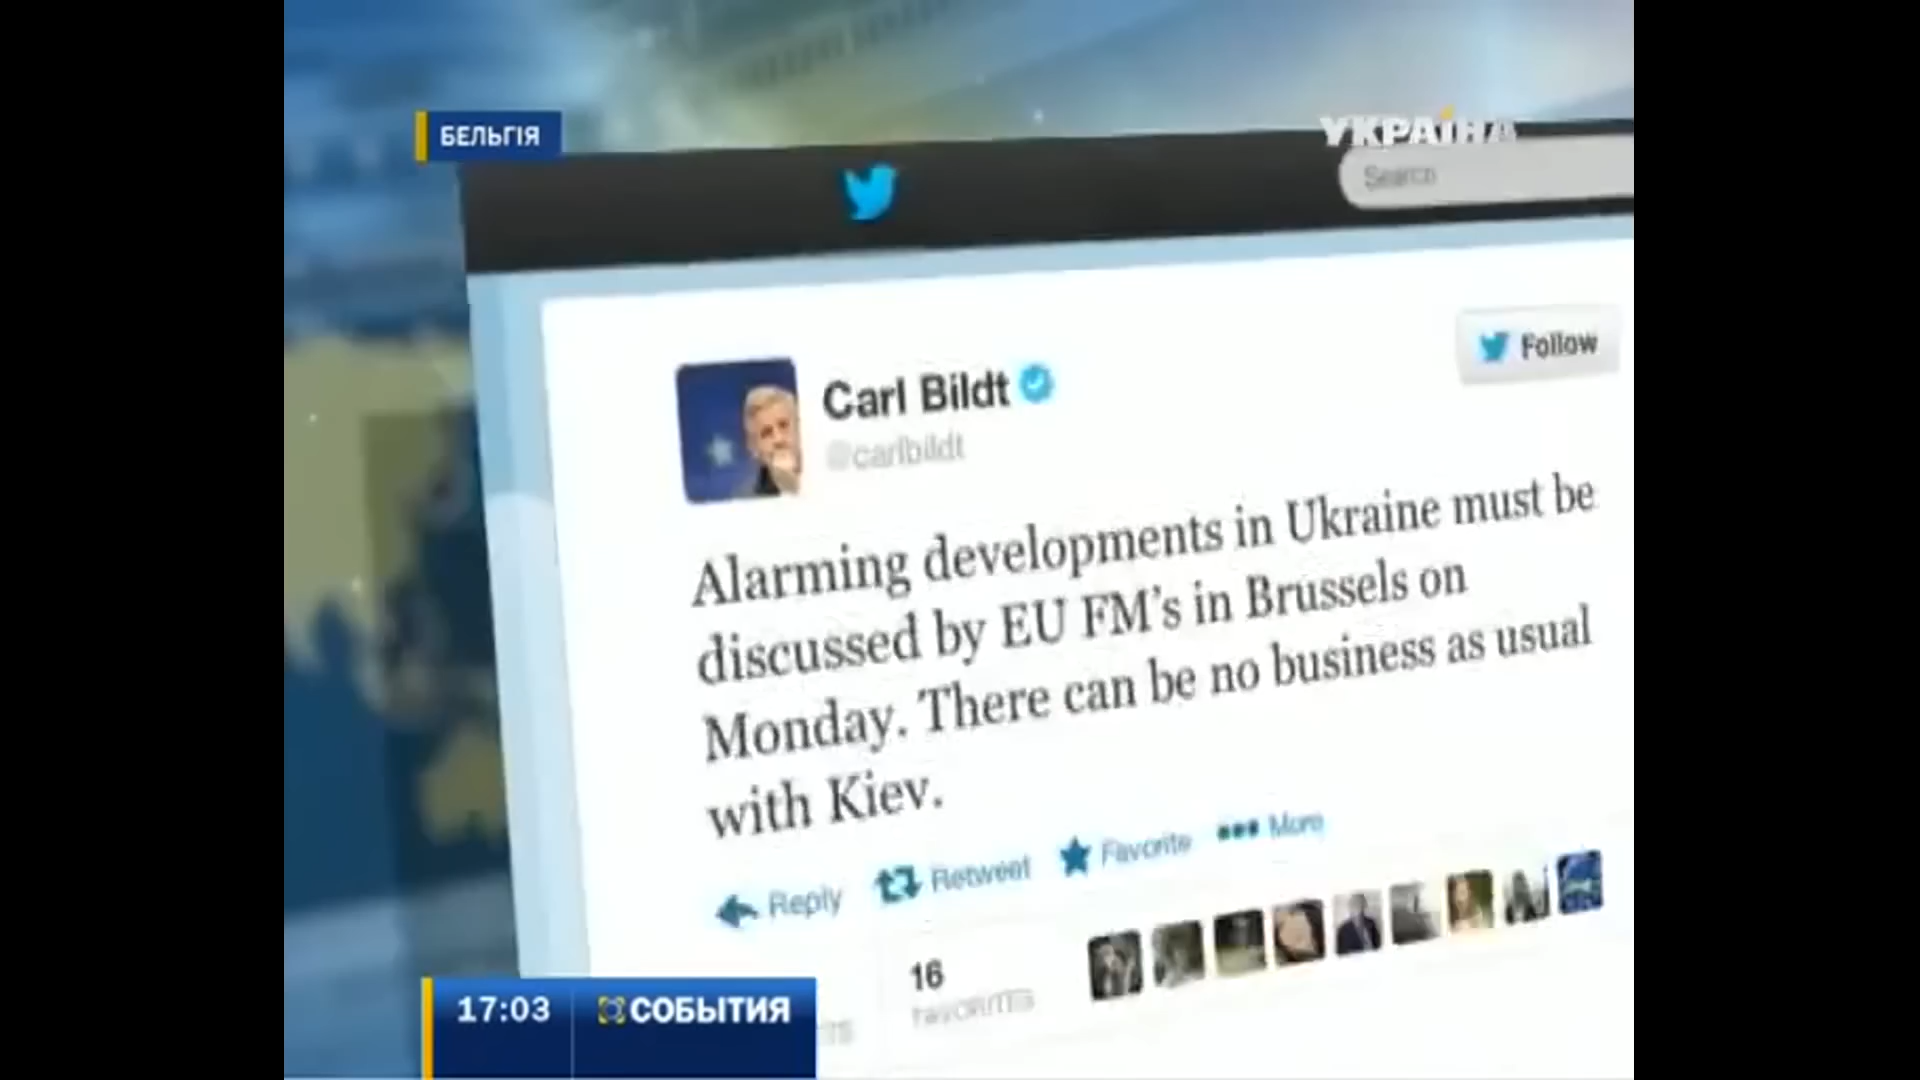 БЕЛЬГІЯ
УКРАЇНА
Search
Follow
Carl Bildt
@carlbildt
Alarming developments in Ukraine must be
discussed by EU FM's in Brussels on
Monday. There can be no business as usual
with Kiev.
Reply Retweet Favorite More
16
FAVORITES
17:03 СОБЫТИЯ